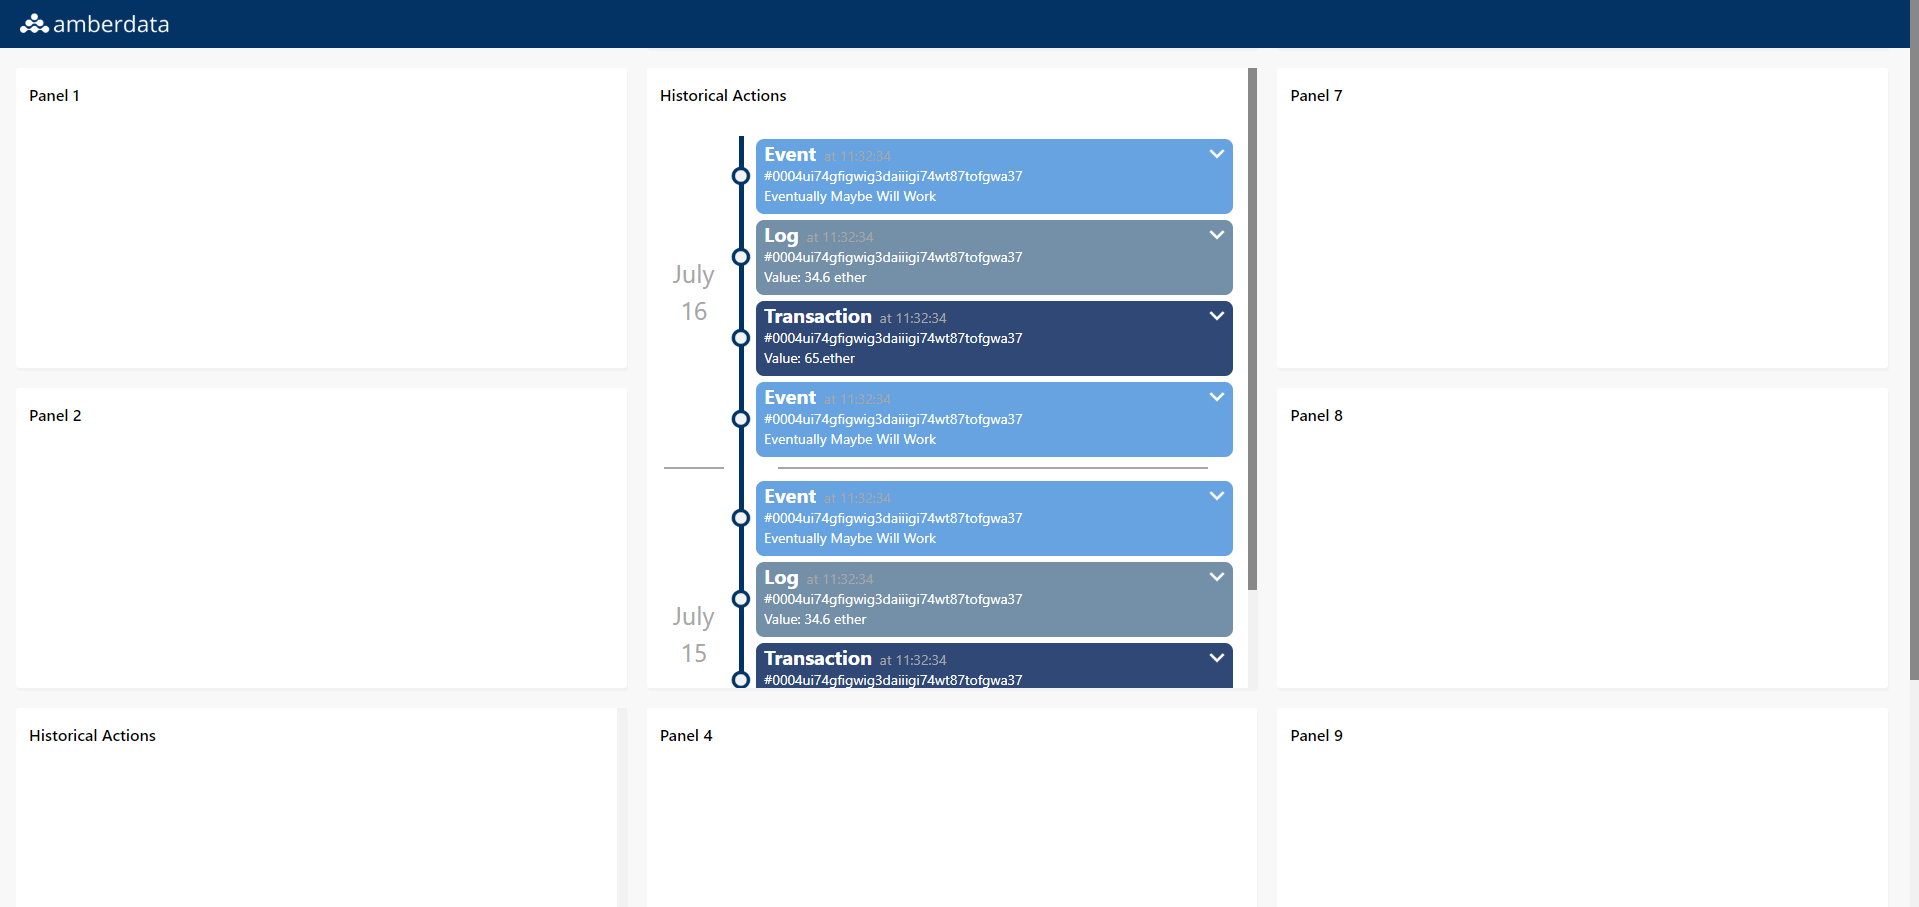 amberdata
Panel 1
Historical Actions
Panel 7
Event at 11:32:34
#0004ui74gfigwig3daiiigi74wt87tofgwa37
Eventually Maybe Will Work
Log at 11:32:34
#0004ui74gfigwig3daiiigi74wt87tofgwa37
Value: 34.6 ether
July
16
Transaction at 11:32:34
#0004ui74gfigwig3daiiigi74wt87tofgwa37
Value: 65.ether
Event at 11:32:34
#0004ui74gfigwig3daiiigi74wt87tofgwa37
Eventually Maybe Will Work
Panel 2
Panel 8
Event at 11:32:34
#0004ui74gfigwig3daiiigi74wt87tofgwa37
Eventually Maybe Will Work
Log at 11:32:34
#0004ui74gfigwig3daiiigi74wt87tofgwa37
Value: 34.6 ether
July
15
Transaction at 11:32:34
#0004ui74gfigwig3daiiigi74wt87tofgwa37
Historical Actions
Panel 4
Panel 9